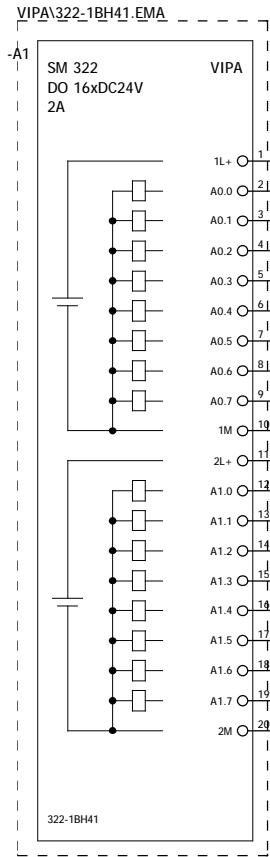 VIPA\322-1BH41.EMA
-A1
SM 322 VIPA
DO 16xDC24V
2A
1L+ 1
A0.0 2
A0.1 3
A0.2 4
A0.3 5
A0.4 6
A0.5 7
A0.6 8
A0.7 9
1M 10
2L+ 11
A1.0 12
A1.1 13
A1.2 14
A1.3 15
A1.4 16
A1.5 17
A1.6 18
A1.7 19
2M 20
322-1BH41